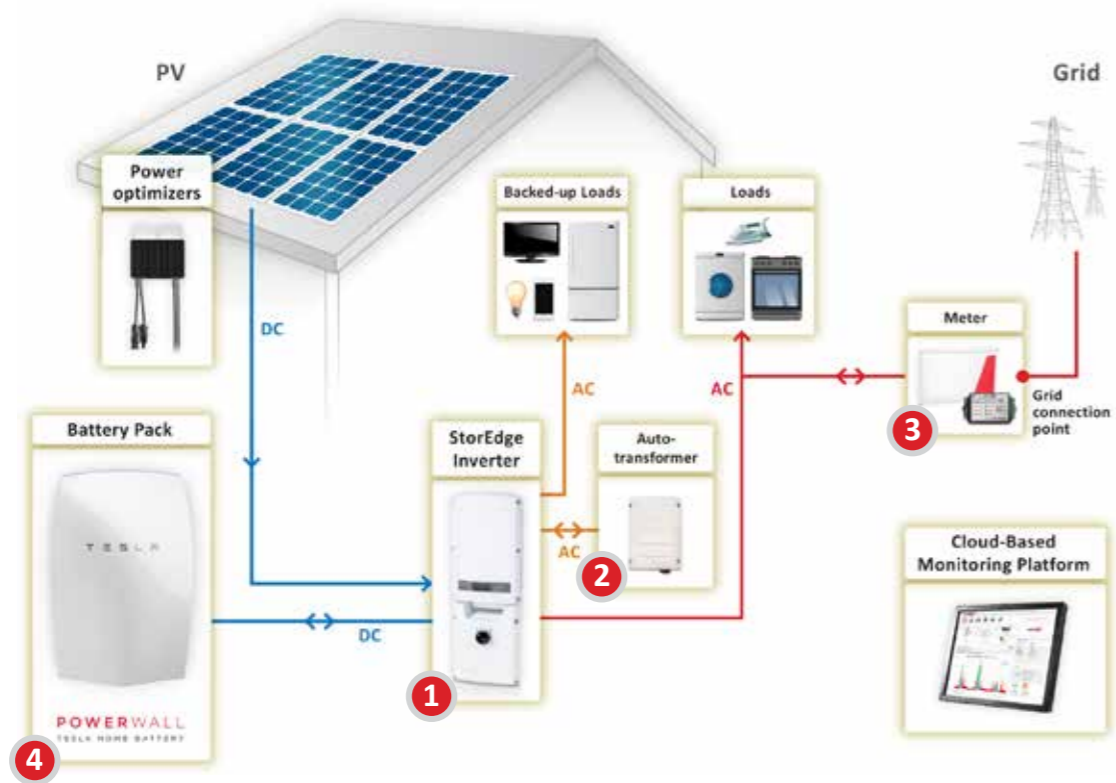 PV
Grid
Power
optimizers
Backed-up Loads
Loads
DC
Meter
AC
AC
Grid
connection
point
3
Battery Pack
StorEdge
Inverter
Auto-
transformer
TESLA
AC
2
Cloud-Based
Monitoring Platform
DC
1
POWERWALL
TESLA HOME BATTERY
4